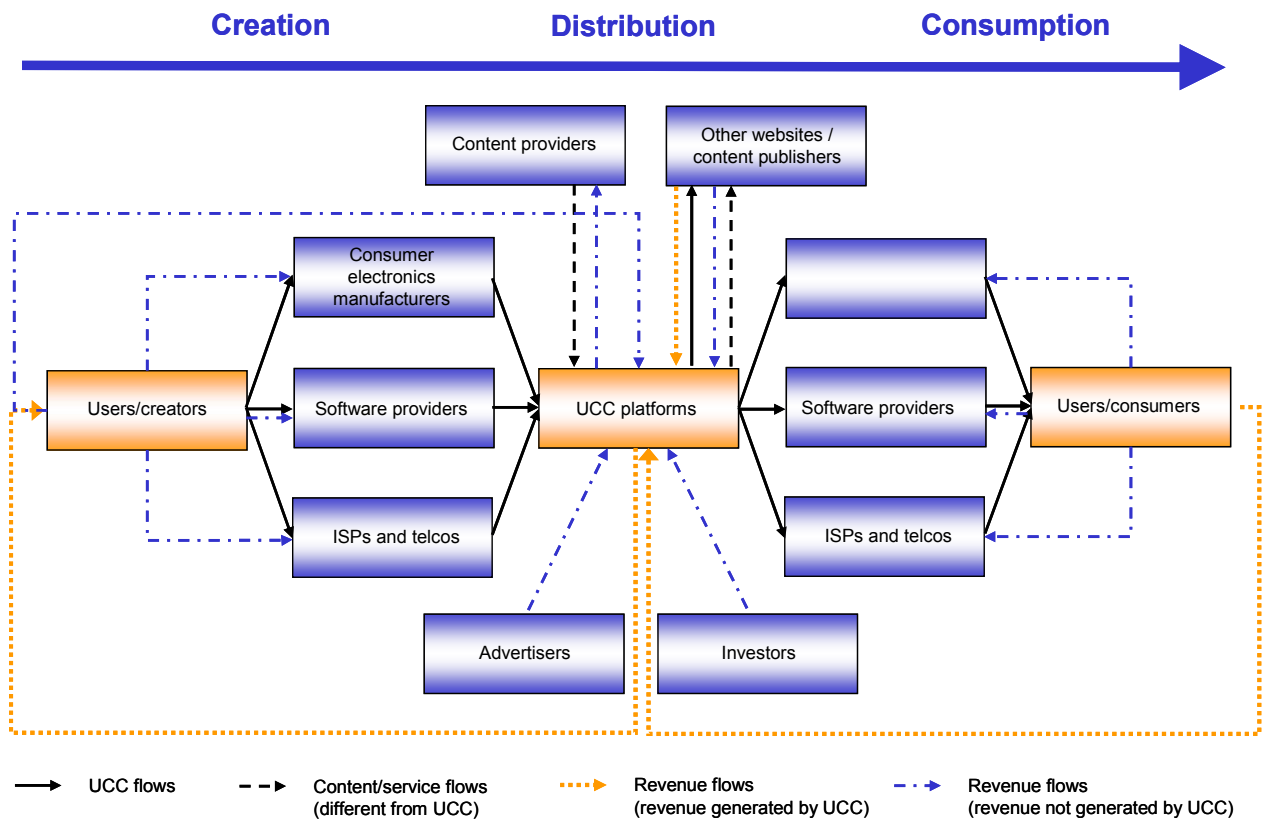 Creation
Distribution
Consumption
Content providers
Other websites /
content publishers
Consumer
electronics
manufacturers
Users/creators
Software providers
UCC platforms
Software providers
Users/consumers
ISPs and telcos
ISPs and telcos
Advertisers
Investors
UCC flows
Content/service flows
(different from UCC)
Revenue flows
(revenue generated by UCC)
Revenue flows
(revenue not generated by UCC)